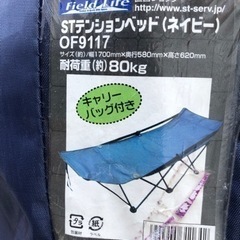 field Life
http://www.st-serv.jp/
STテンションベッド(ネイビー)
OF9117
サイズ(約)/幅1700mm×奥行580mm×高さ620mm
耐荷重(約)80kg
キャリー
バッグ付き
プラ
紙